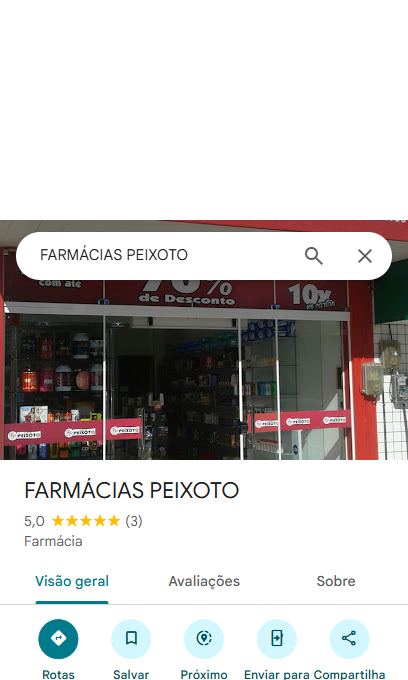 FARMÁCIAS PEIXOTO
com até
70%
de Desconto
10x
PEIXOTO
PEIXOTO
PEIXOTO
PEIXOTO
PEIXOTO
PEIXOTO
FARMÁCIAS PEIXOTO
5,0 ★★★★★ (3)
Farmácia
Visão geral Avaliações Sobre
Rotas Salvar Próximo Enviar para Compartilha